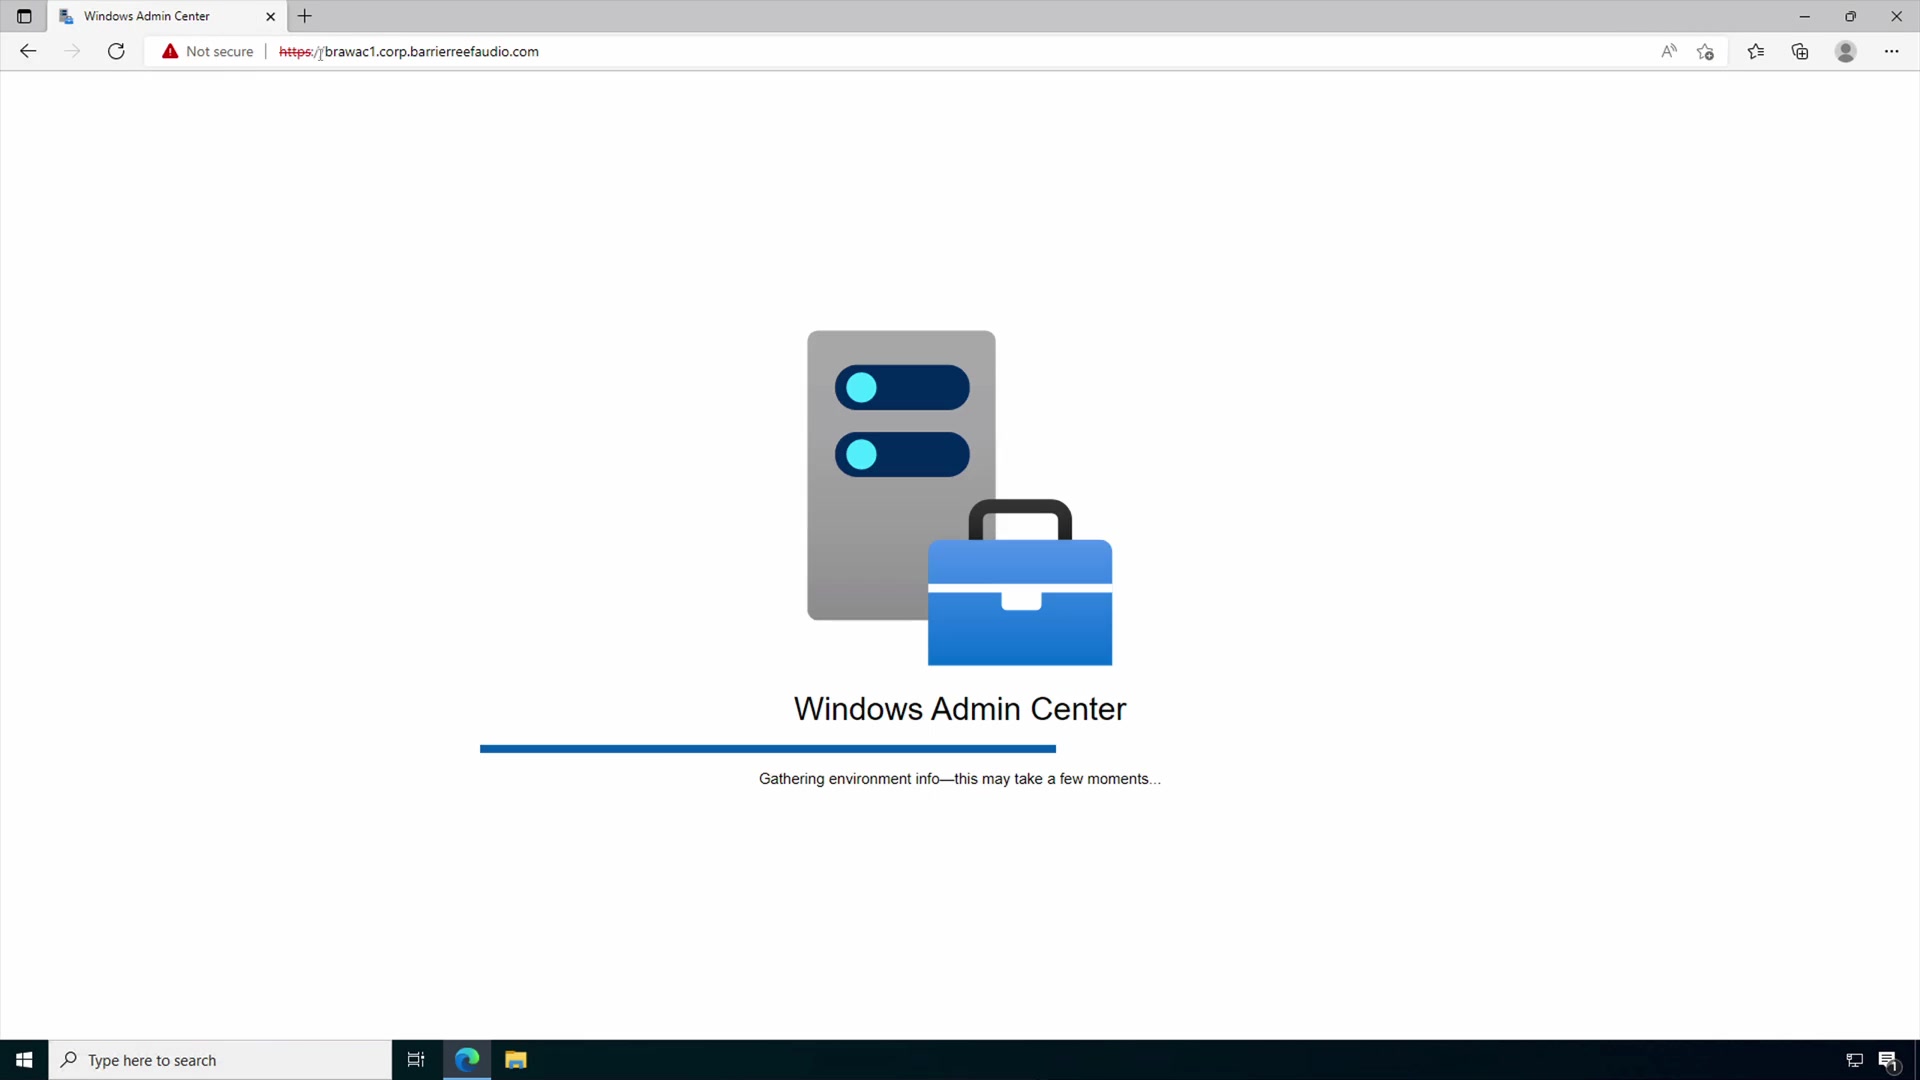 Windows Admin Center
Not secure
https://brawac1.corp.barrierreefaudio.com
Windows Admin Center
Gathering environment info—this may take a few moments...
Type here to search
1